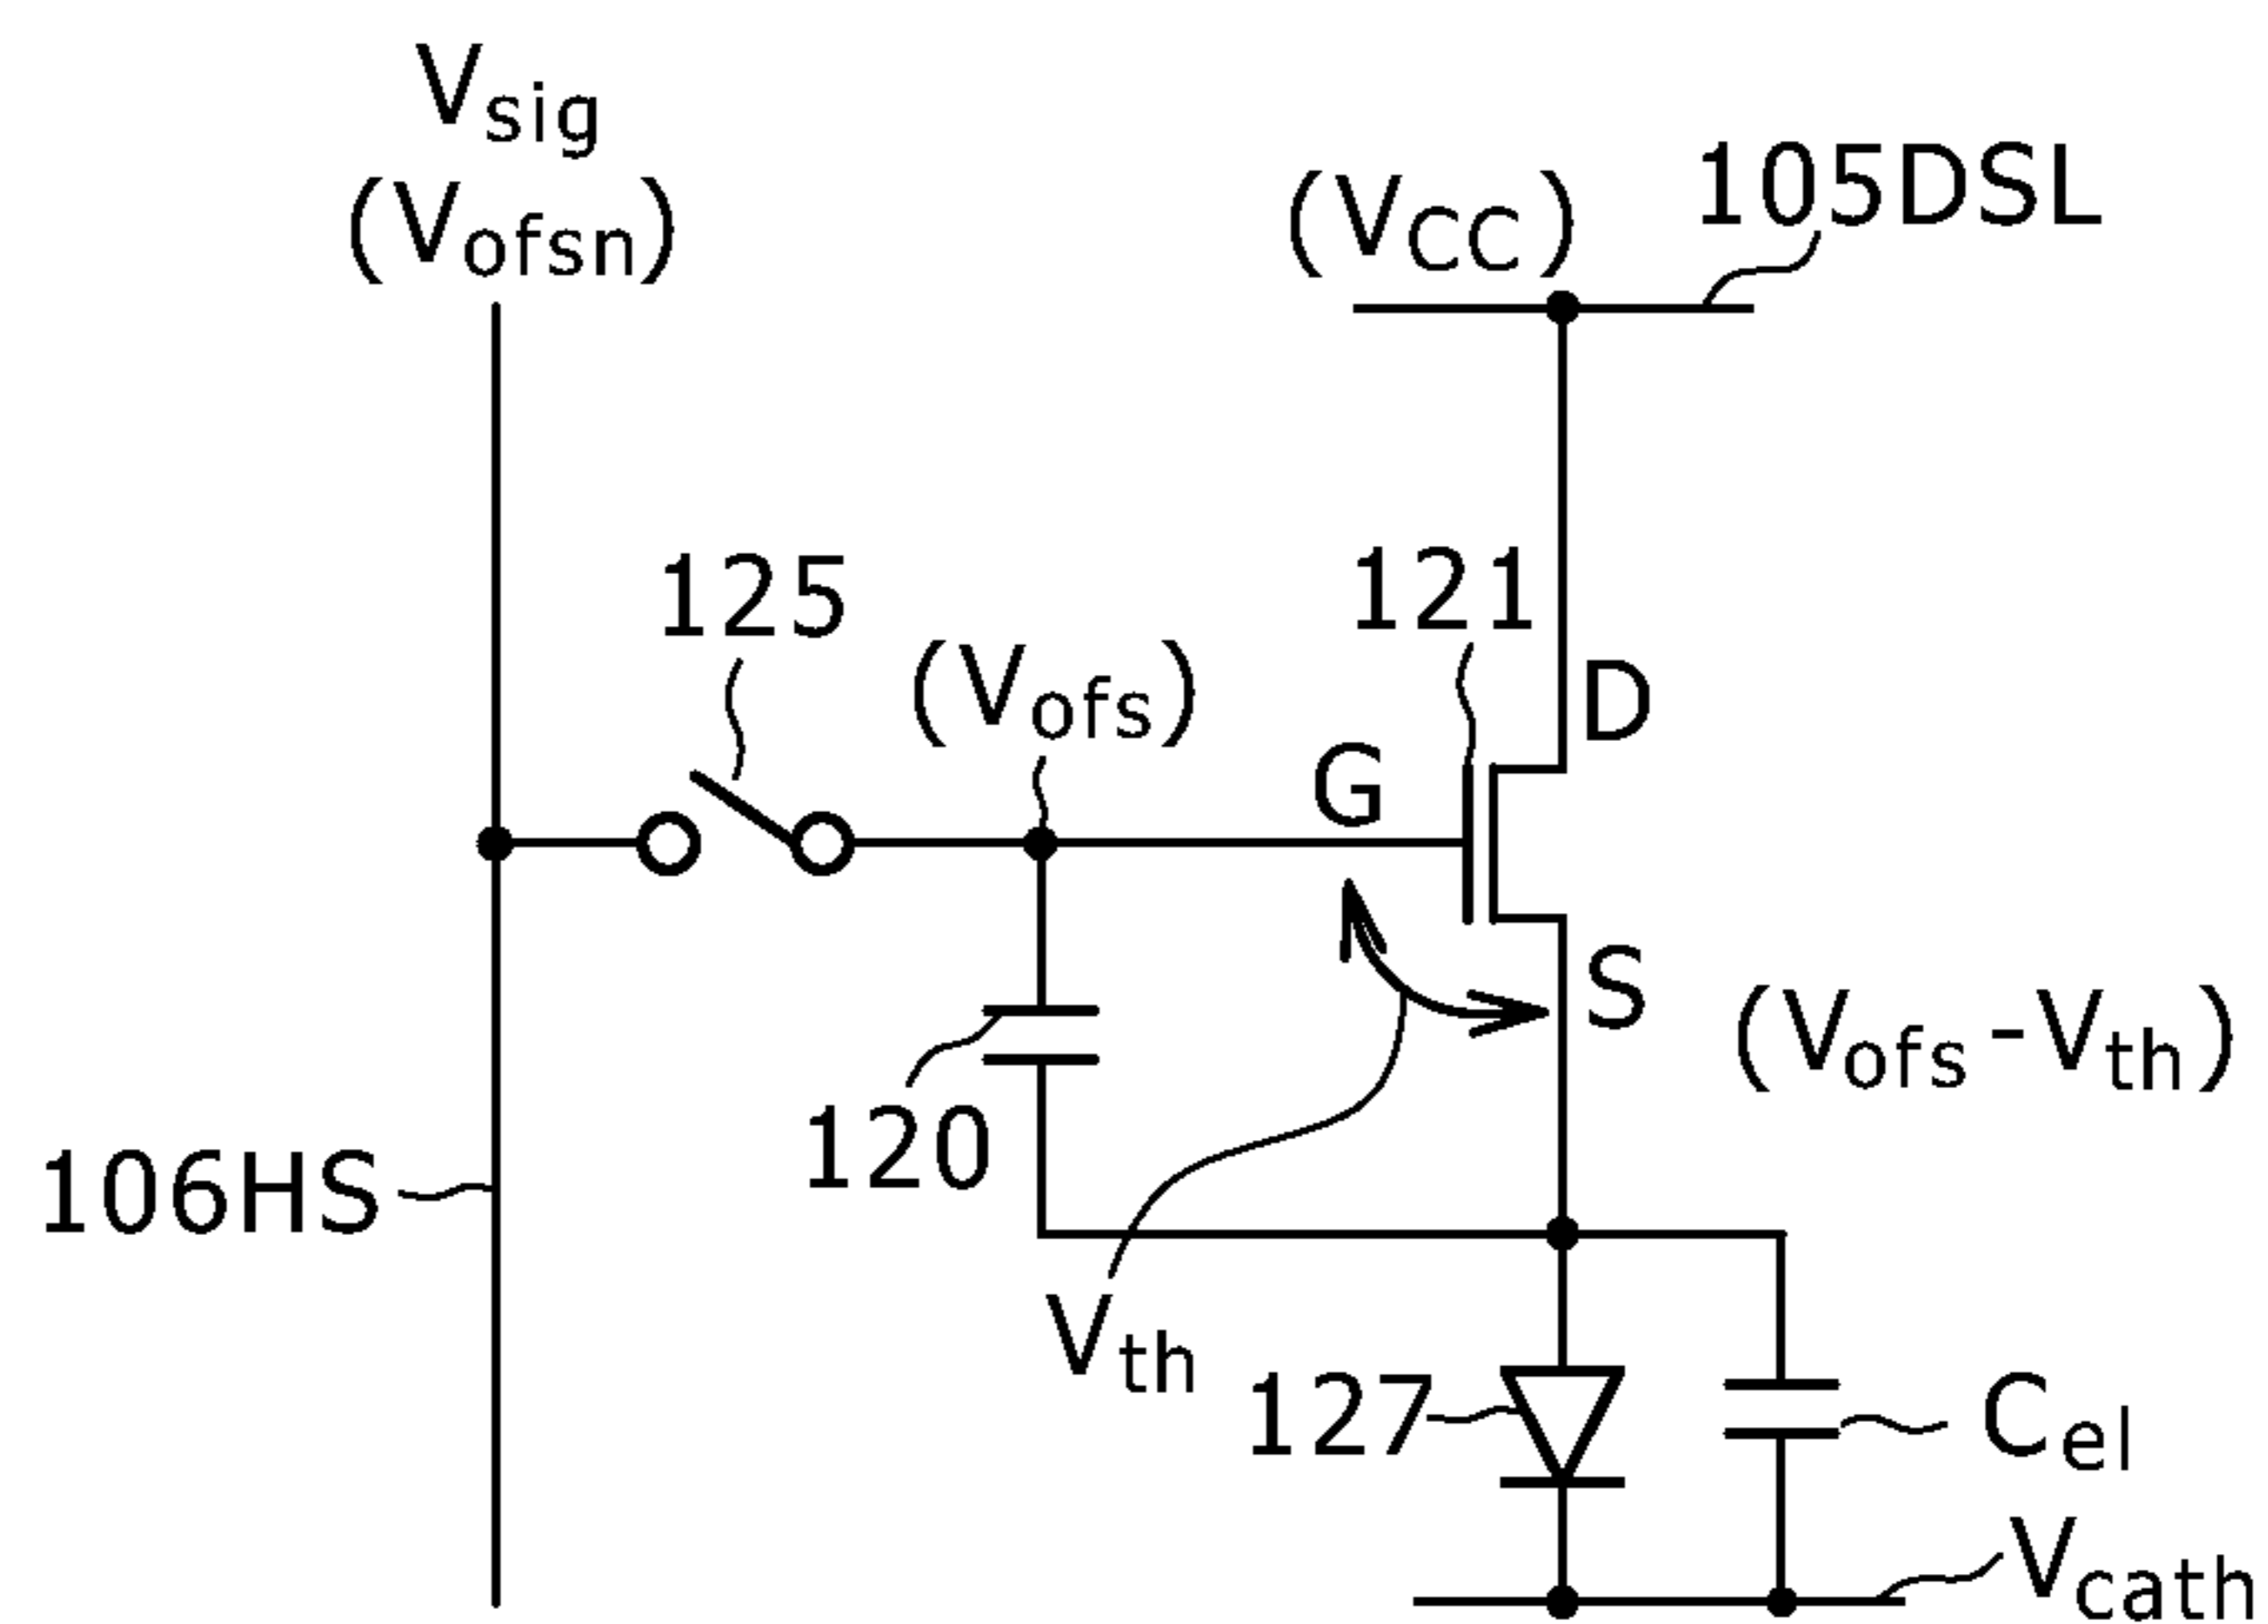 Vsig
(Vofsn)
(VCC)
105DSL
125
(Vofs)
121
D
G
S
(Vofs-Vth)
120
106HS
Vth
127
Cel
Vcath